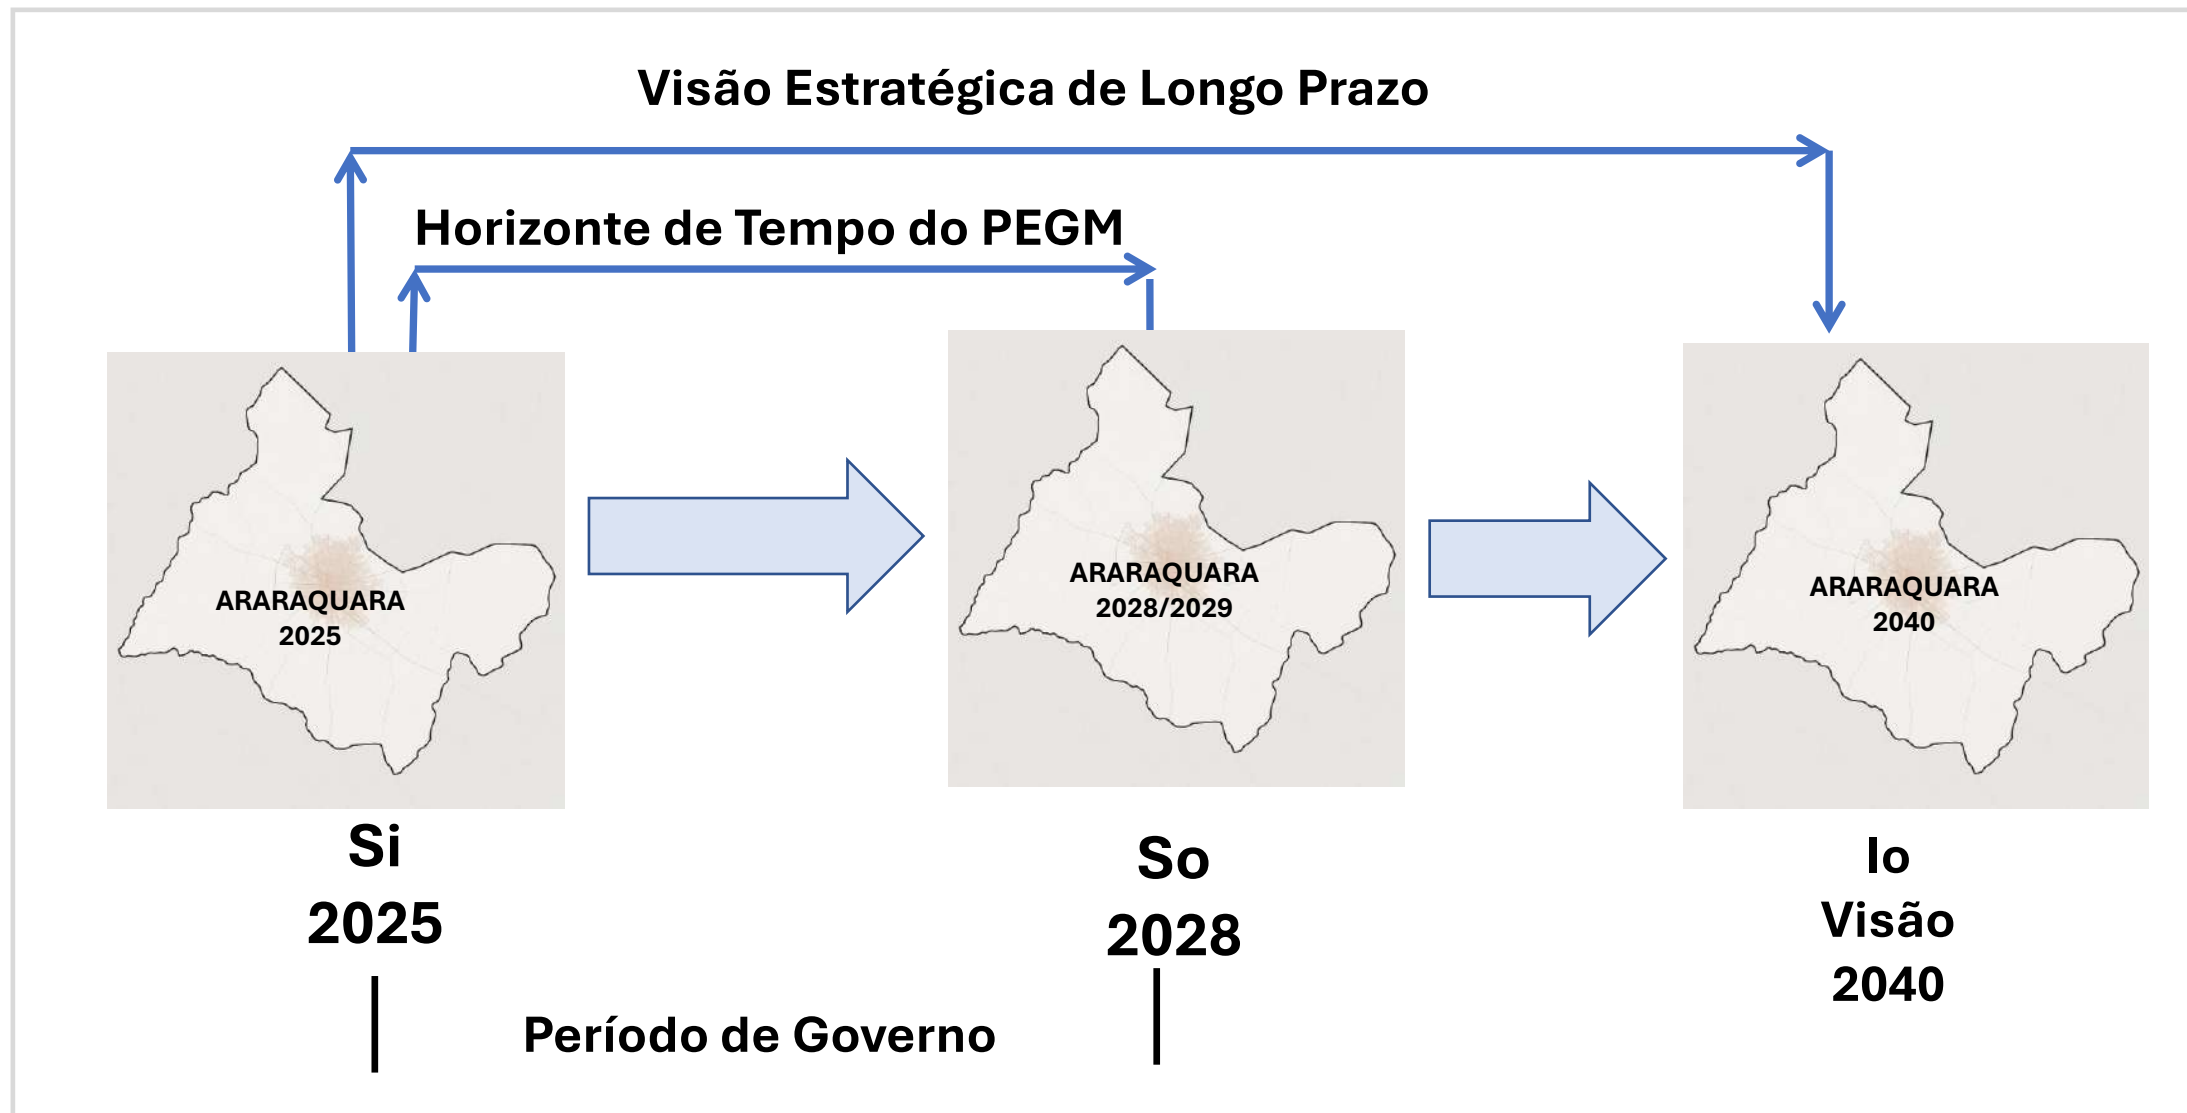 Visão Estratégica de Longo Prazo
Horizonte de Tempo do PEGM
ARARAQUARA
2025
ARARAQUARA
2028/2029
ARARAQUARA
2040
Si
2025
So
2028
Io
Visão
2040
Período de Governo